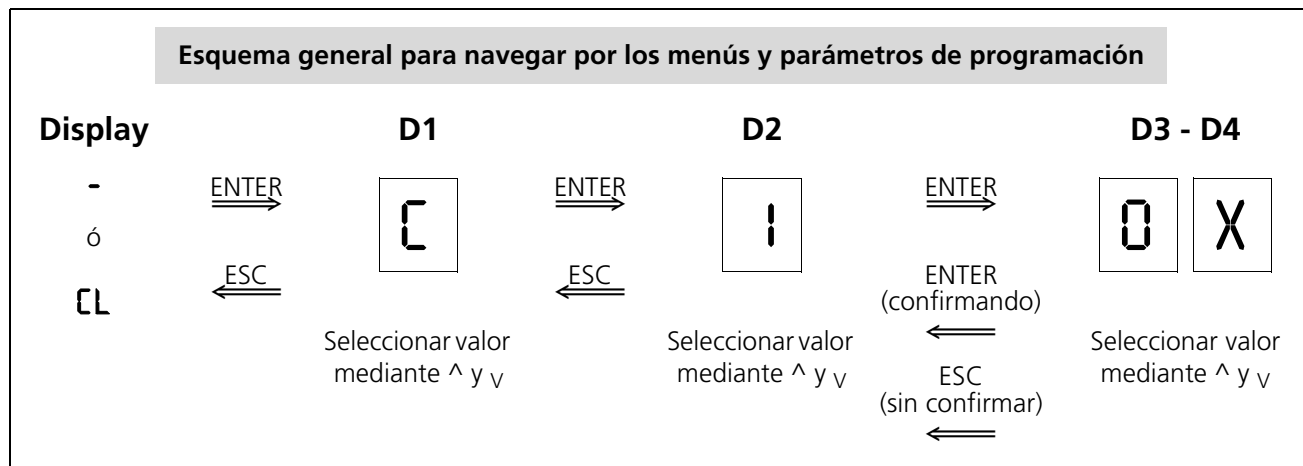 Esquema general para navegar por los menús y parámetros de programación
Display D1 D2 D3 - D4
-
ó
CL
ENTER
ESC
C
Seleccionar valor
mediante ^ y v
ENTER
ESC
1
Seleccionar valor
mediante ^ y v
ENTER
ENTER
(confirmando)
ESC
(sin confirmar)
0 X
Seleccionar valor
mediante ^ y v